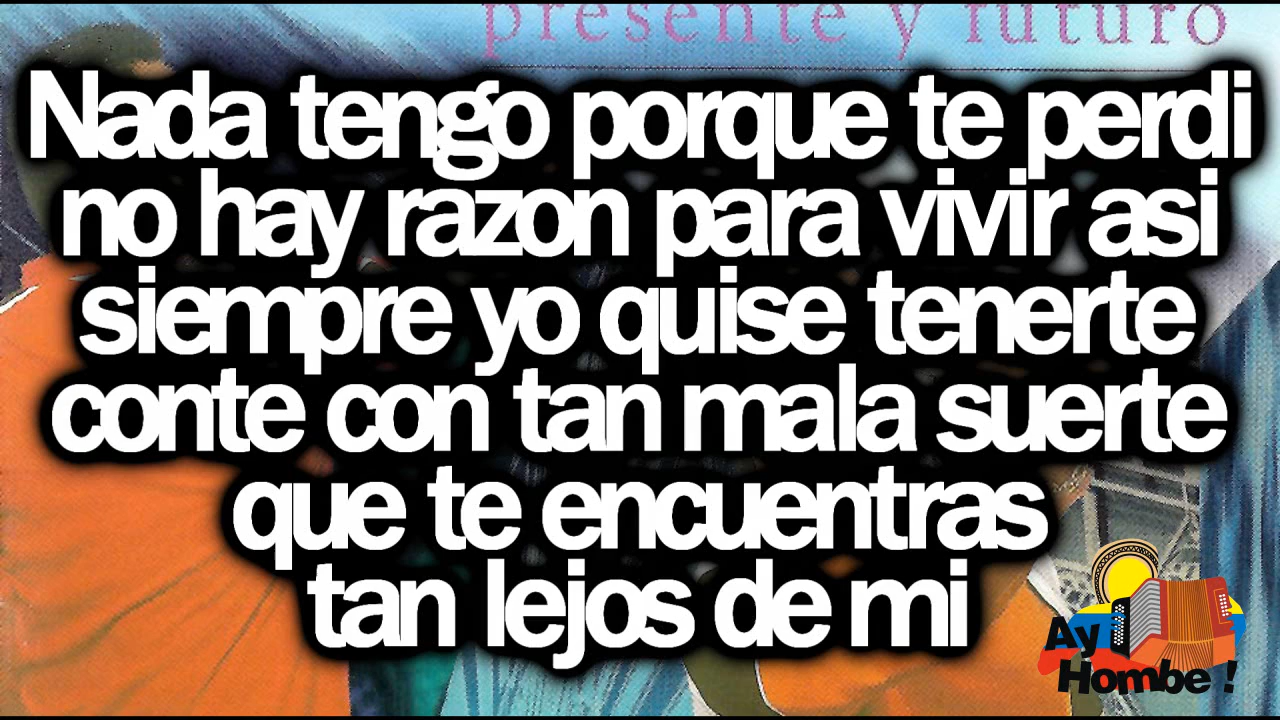 presente y futuro
Nada tengo porque te perdi
no hay razon para vivir asi
siempre yo quise tenerte
conte con tan mala suerte
que te encuentras
tan lejos de mi
Ay
Hombe !